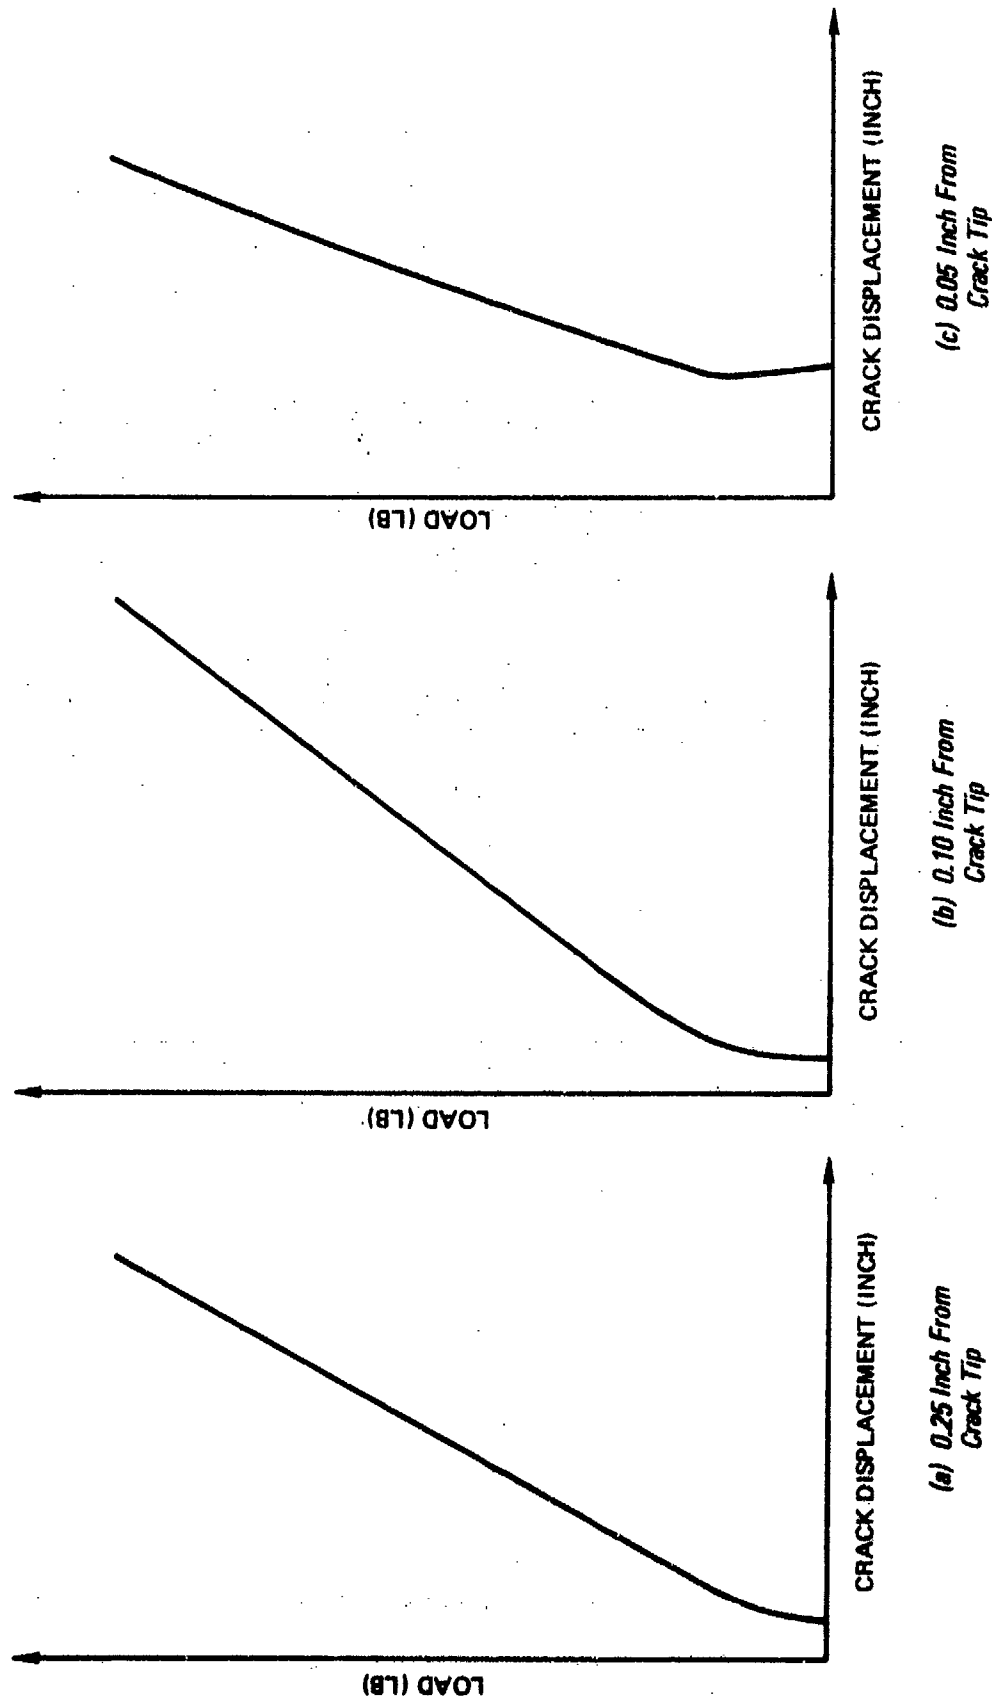 LOAD (LB)
CRACK DISPLACEMENT (INCH)
(a) 0.25 Inch From
Crack Tip
LOAD (LB)
CRACK DISPLACEMENT (INCH)
(b) 0.10 Inch From
Crack Tip
LOAD (LB)
CRACK DISPLACEMENT (INCH)
(c) 0.05 Inch From
Crack Tip